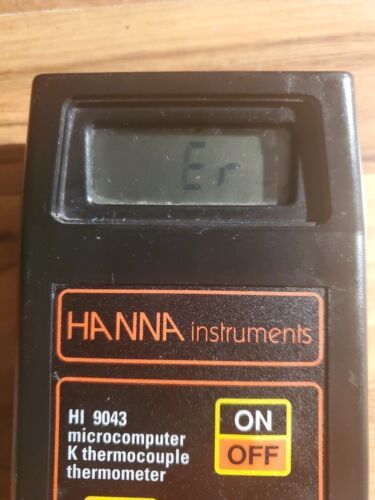 Er
HANNA instruments
HI 9043
microcomputer
K thermocouple
thermometer
ON
OFF